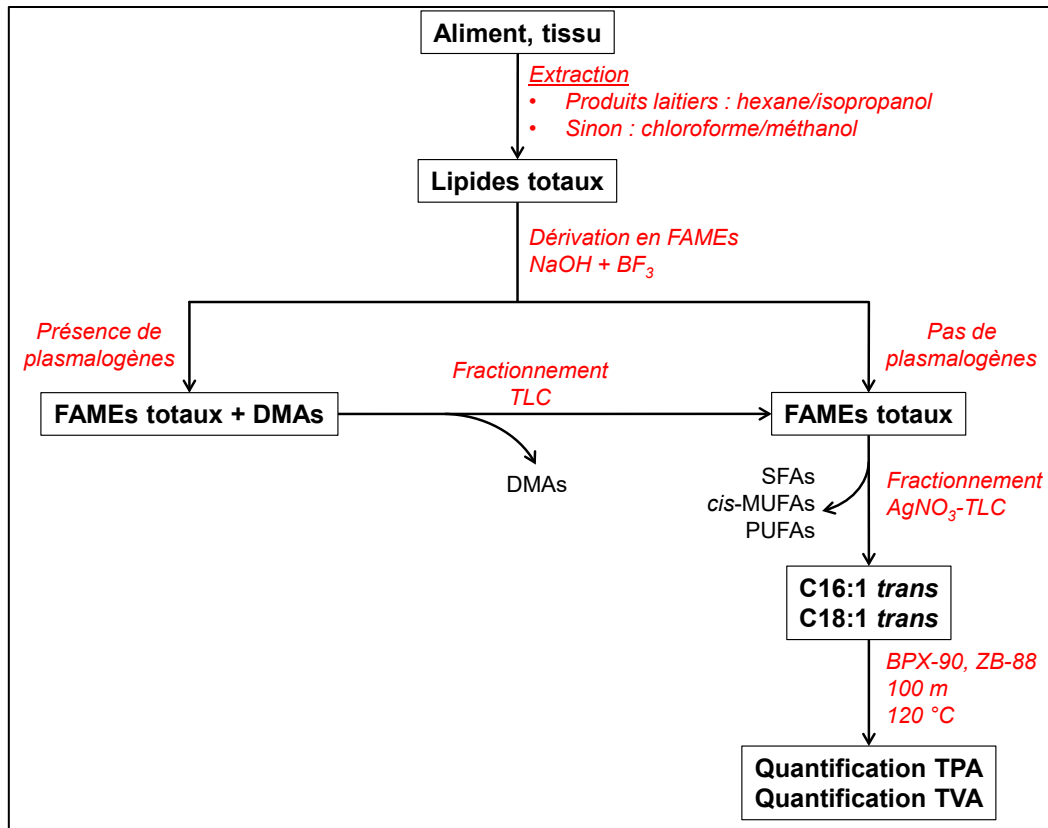 Aliment, tissu
Extraction
• Produits laitiers : hexane/isopropanol
• Sinon : chloroforme/méthanol
Lipides totaux
Dérivation en FAMEs
NaOH + BF₃
Présence de
plasmalogènes
Pas de
plasmalogènes
Fractionnement
TLC
FAMEs totaux + DMAs
FAMEs totaux
DMAs
SFAs
cis-MUFAs
PUFAs
Fractionnement
AgNO₃-TLC
C16:1 trans
C18:1 trans
BPX-90, ZB-88
100 m
120 °C
Quantification TPA
Quantification TVA